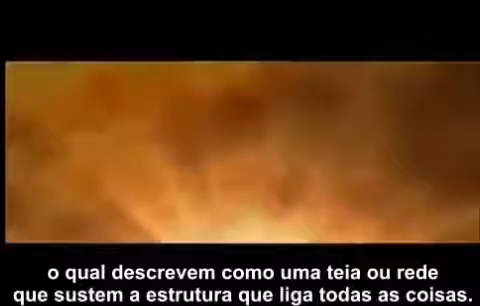 o qual descrevem como uma teia ou rede
que sustem a estrutura que liga todas as coisas.